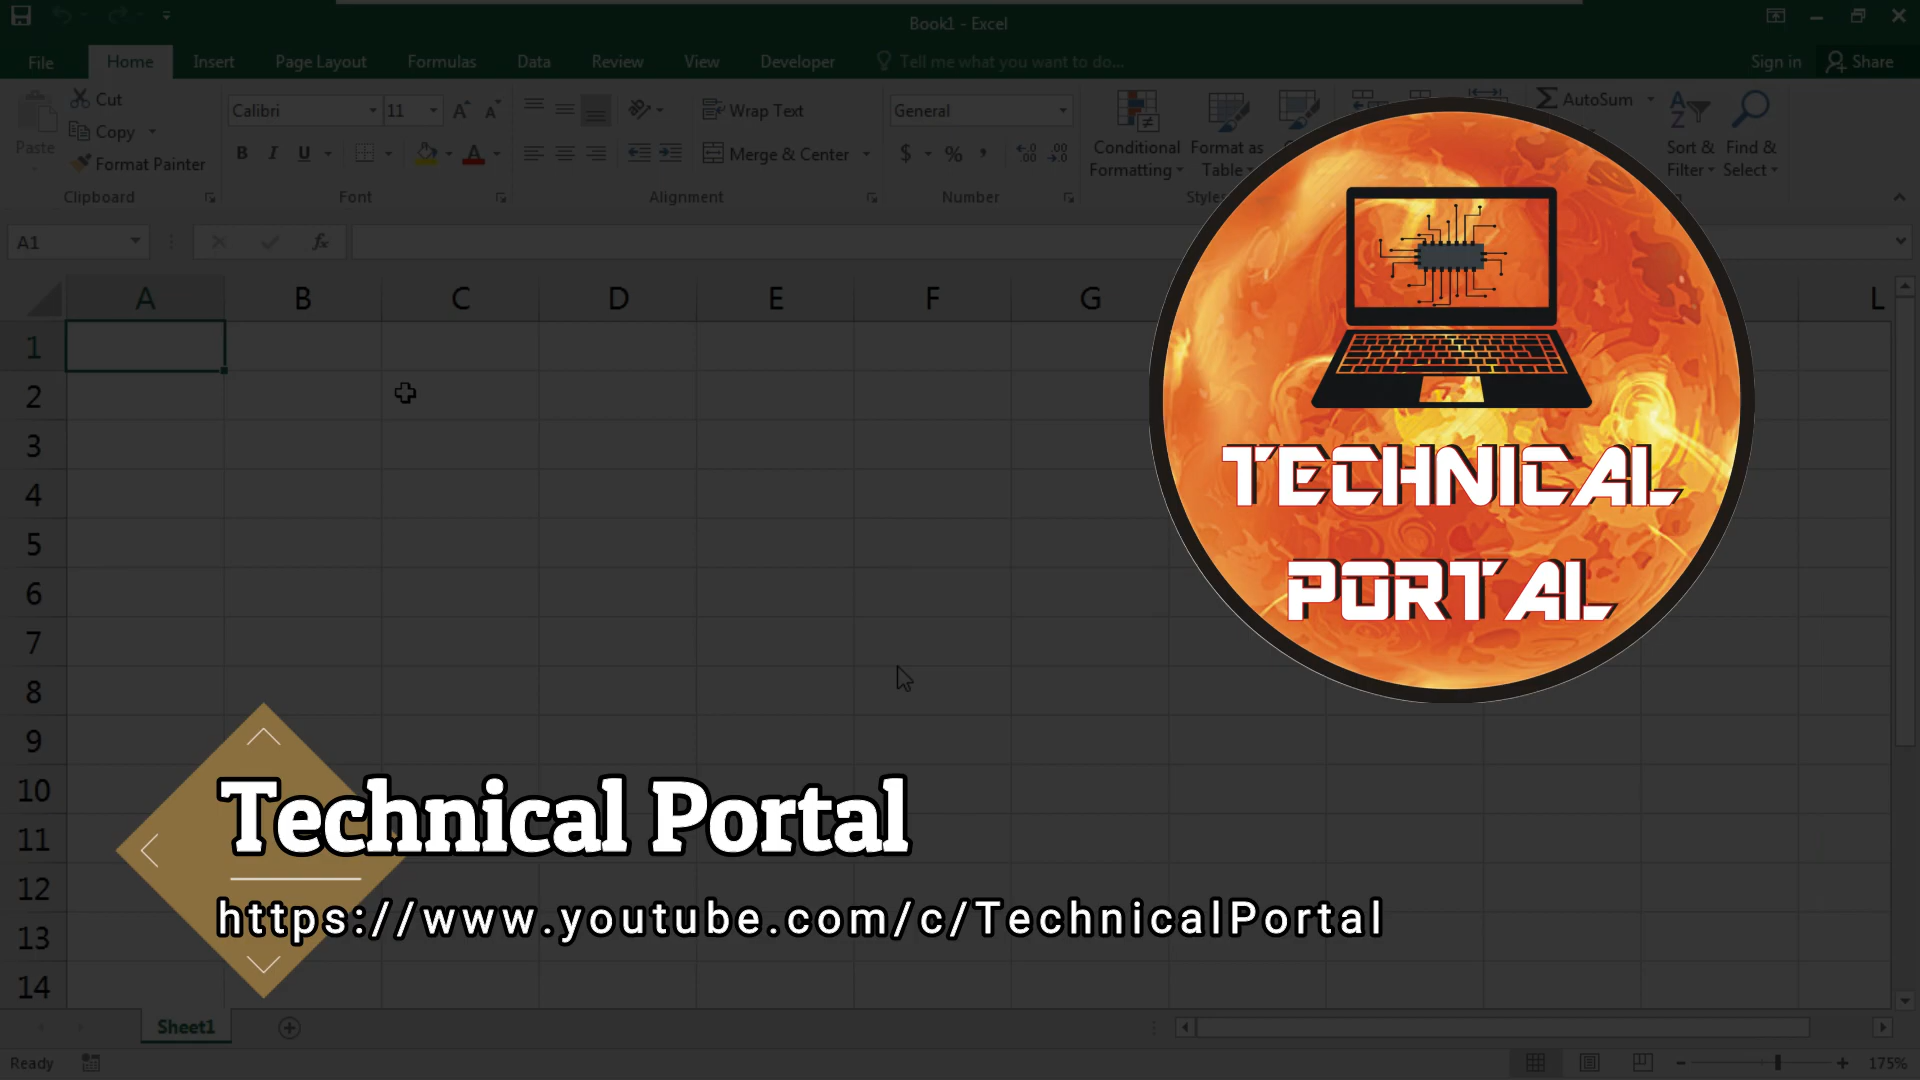 Book1 - Excel
File Home Insert Page Layout Formulas Data Review View Developer Tell me what you want to do... Sign in Share
Paste
Cut
Copy
Format Painter
Clipboard
Calibri 11
B I U
Font
Wrap Text
Merge & Center
Alignment
General
$ % ,
Number
Conditional Formatting
Format as Table
Styles
AutoSum
Sort & Filter
Find & Select
A1 fx
A B C D E F G L
1
2
3
4
5
6
7
8
9
10
11
12
13
14
TECHNICAL
PORTAL
Technical Portal
https://www.youtube.com/c/TechnicalPortal
Sheet1
Ready 175%